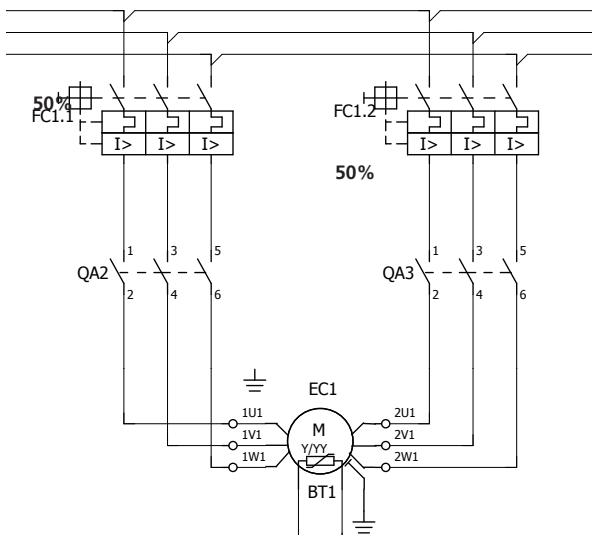 50%
FC1.1
FC1.2
I> I> I>
I> I> I>
50%
QA2
1 3 5
2 4 6
QA3
1 3 5
2 4 6
EC1
1U1
1V1
1W1
M
Y/YY
2U1
2V1
2W1
BT1